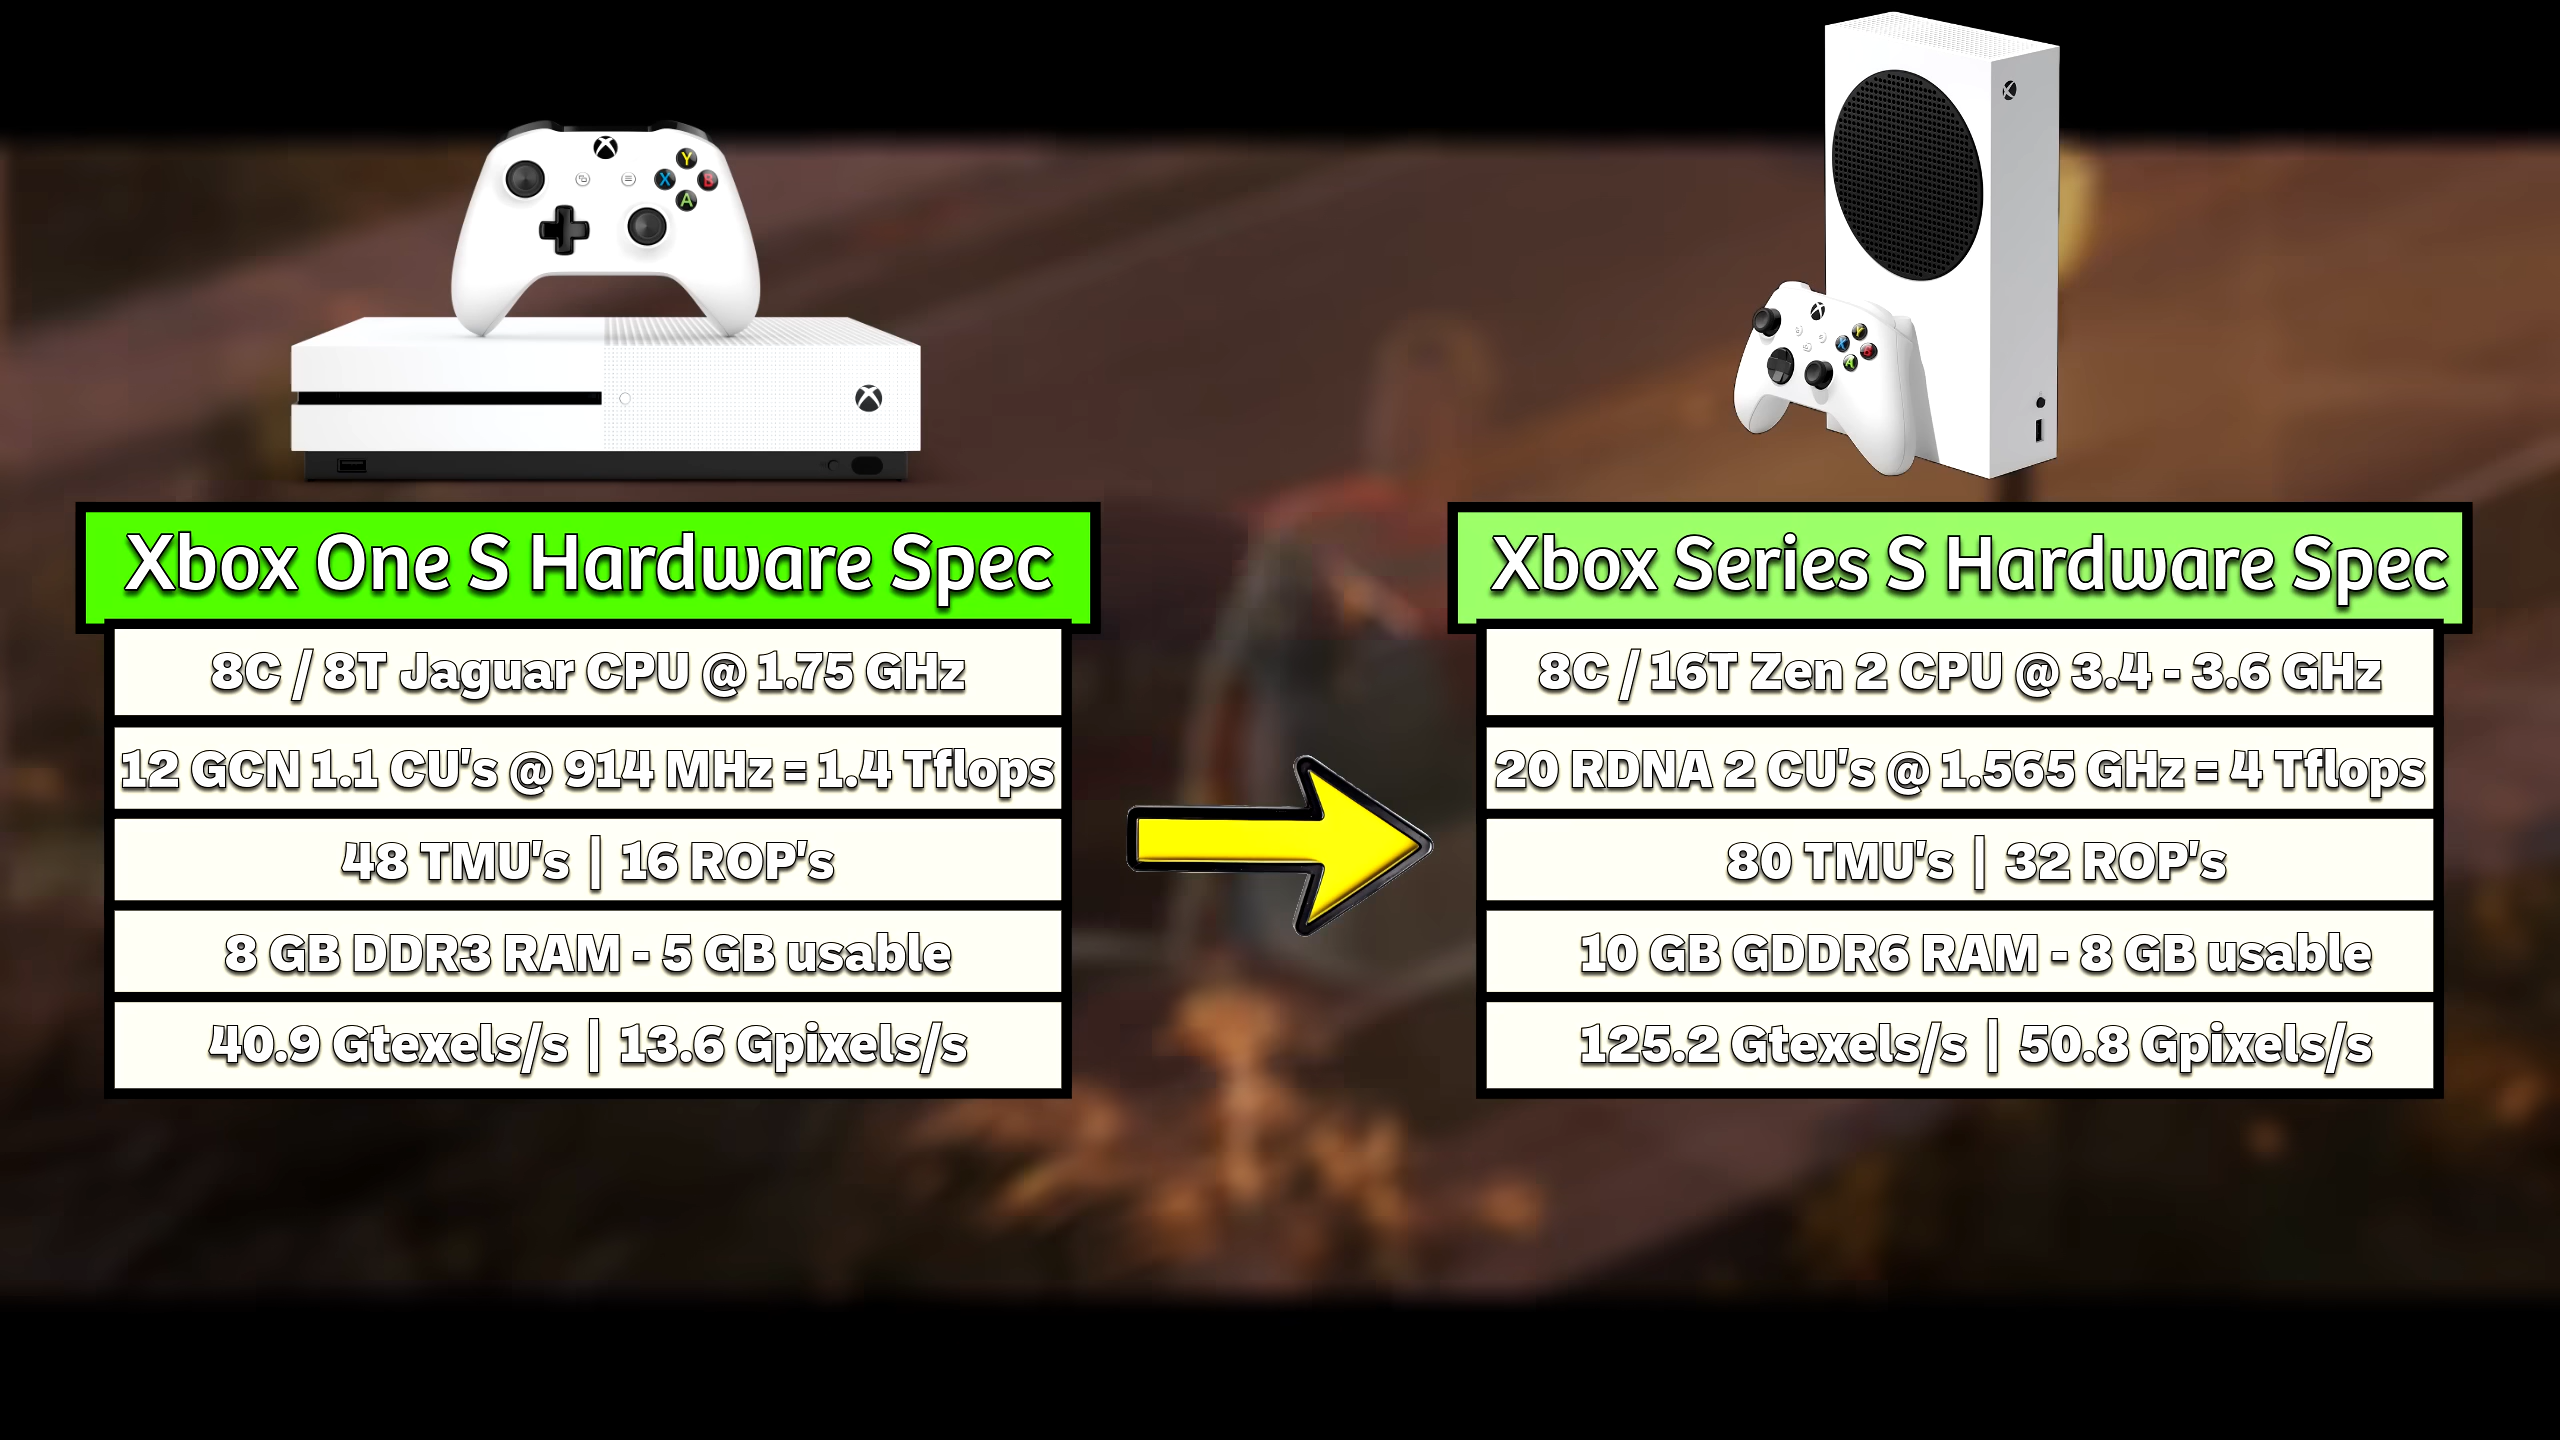 Y
X B
A
Y
X B
A
Xbox One S Hardware Spec
8C / 8T Jaguar CPU @ 1.75 GHz
12 GCN 1.1 CU's @ 914 MHz = 1.4 Tflops
48 TMU's | 16 ROP's
8 GB DDR3 RAM - 5 GB usable
40.9 Gtexels/s | 13.6 Gpixels/s
Xbox Series S Hardware Spec
8C / 16T Zen 2 CPU @ 3.4 - 3.6 GHz
20 RDNA 2 CU's @ 1.565 GHz = 4 Tflops
80 TMU's | 32 ROP's
10 GB GDDR6 RAM - 8 GB usable
125.2 Gtexels/s | 50.8 Gpixels/s